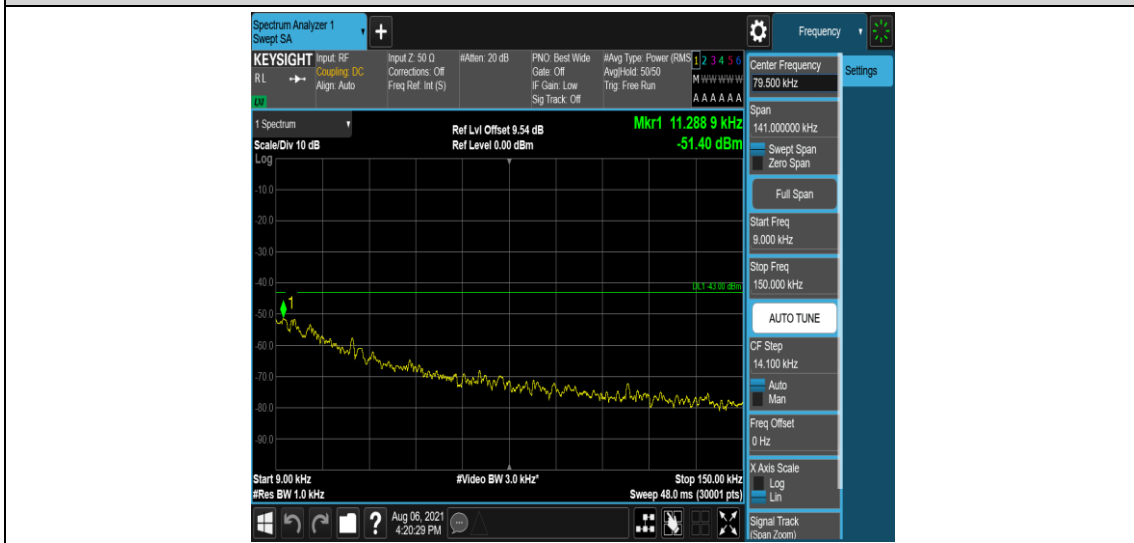 Spectrum Analyzer 1
Swept SA
+
Frequency
KEYSIGHT
RL
LXI
Input: RF
Coupling: DC
Align: Auto
Input Z: 50 Ω
Corrections: Off
Freq Ref: Int (S)
#Atten: 20 dB
PNO: Best Wide
Gate: Off
IF Gain: Low
Sig Track: Off
#Avg Type: Power (RMS
Avg|Hold: 50/50
Trig: Free Run
1 2 3 4 5 6
M W W W W W
A A A A A A
1 Spectrum
Scale/Div 10 dB
Ref Lvl Offset 9.54 dB
Ref Level 0.00 dBm
Mkr1 11.288 9 kHz
-51.40 dBm
Log
-10.0
-20.0
-30.0
-40.0
-50.0
-60.0
-70.0
-80.0
-90.0
DL1 -43.00 dBm
1
Start 9.00 kHz
#Res BW 1.0 kHz
#Video BW 3.0 kHz*
Stop 150.00 kHz
Sweep 48.0 ms (30001 pts)
Center Frequency
79.500 kHz
Settings
Span
141.000000 kHz
Swept Span
Zero Span
Full Span
Start Freq
9.000 kHz
Stop Freq
150.000 kHz
AUTO TUNE
CF Step
14.100 kHz
Auto
Man
Freq Offset
0 Hz
X Axis Scale
Log
Lin
Signal Track
(Span Zoom)
?
Aug 06, 2021
4:20:29 PM